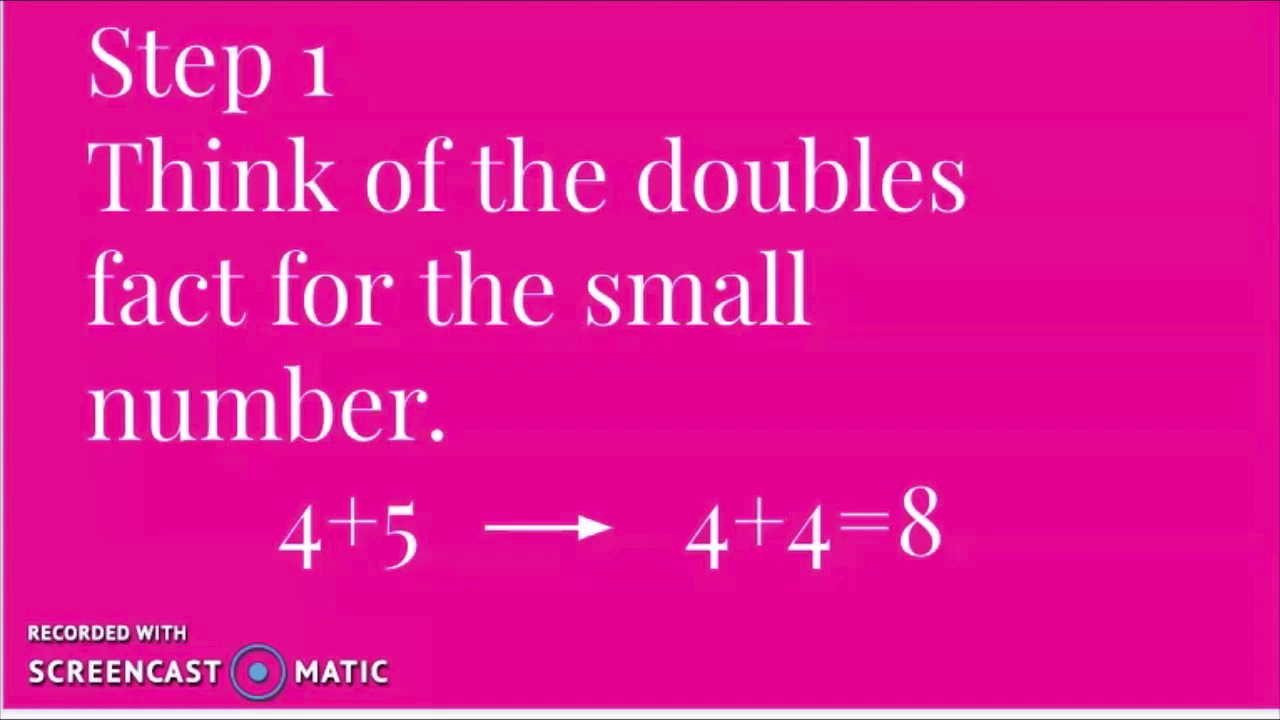 Step 1
Think of the doubles
fact for the small
number.
4+5 → 4+4=8
RECORDED WITH
SCREENCAST MATIC